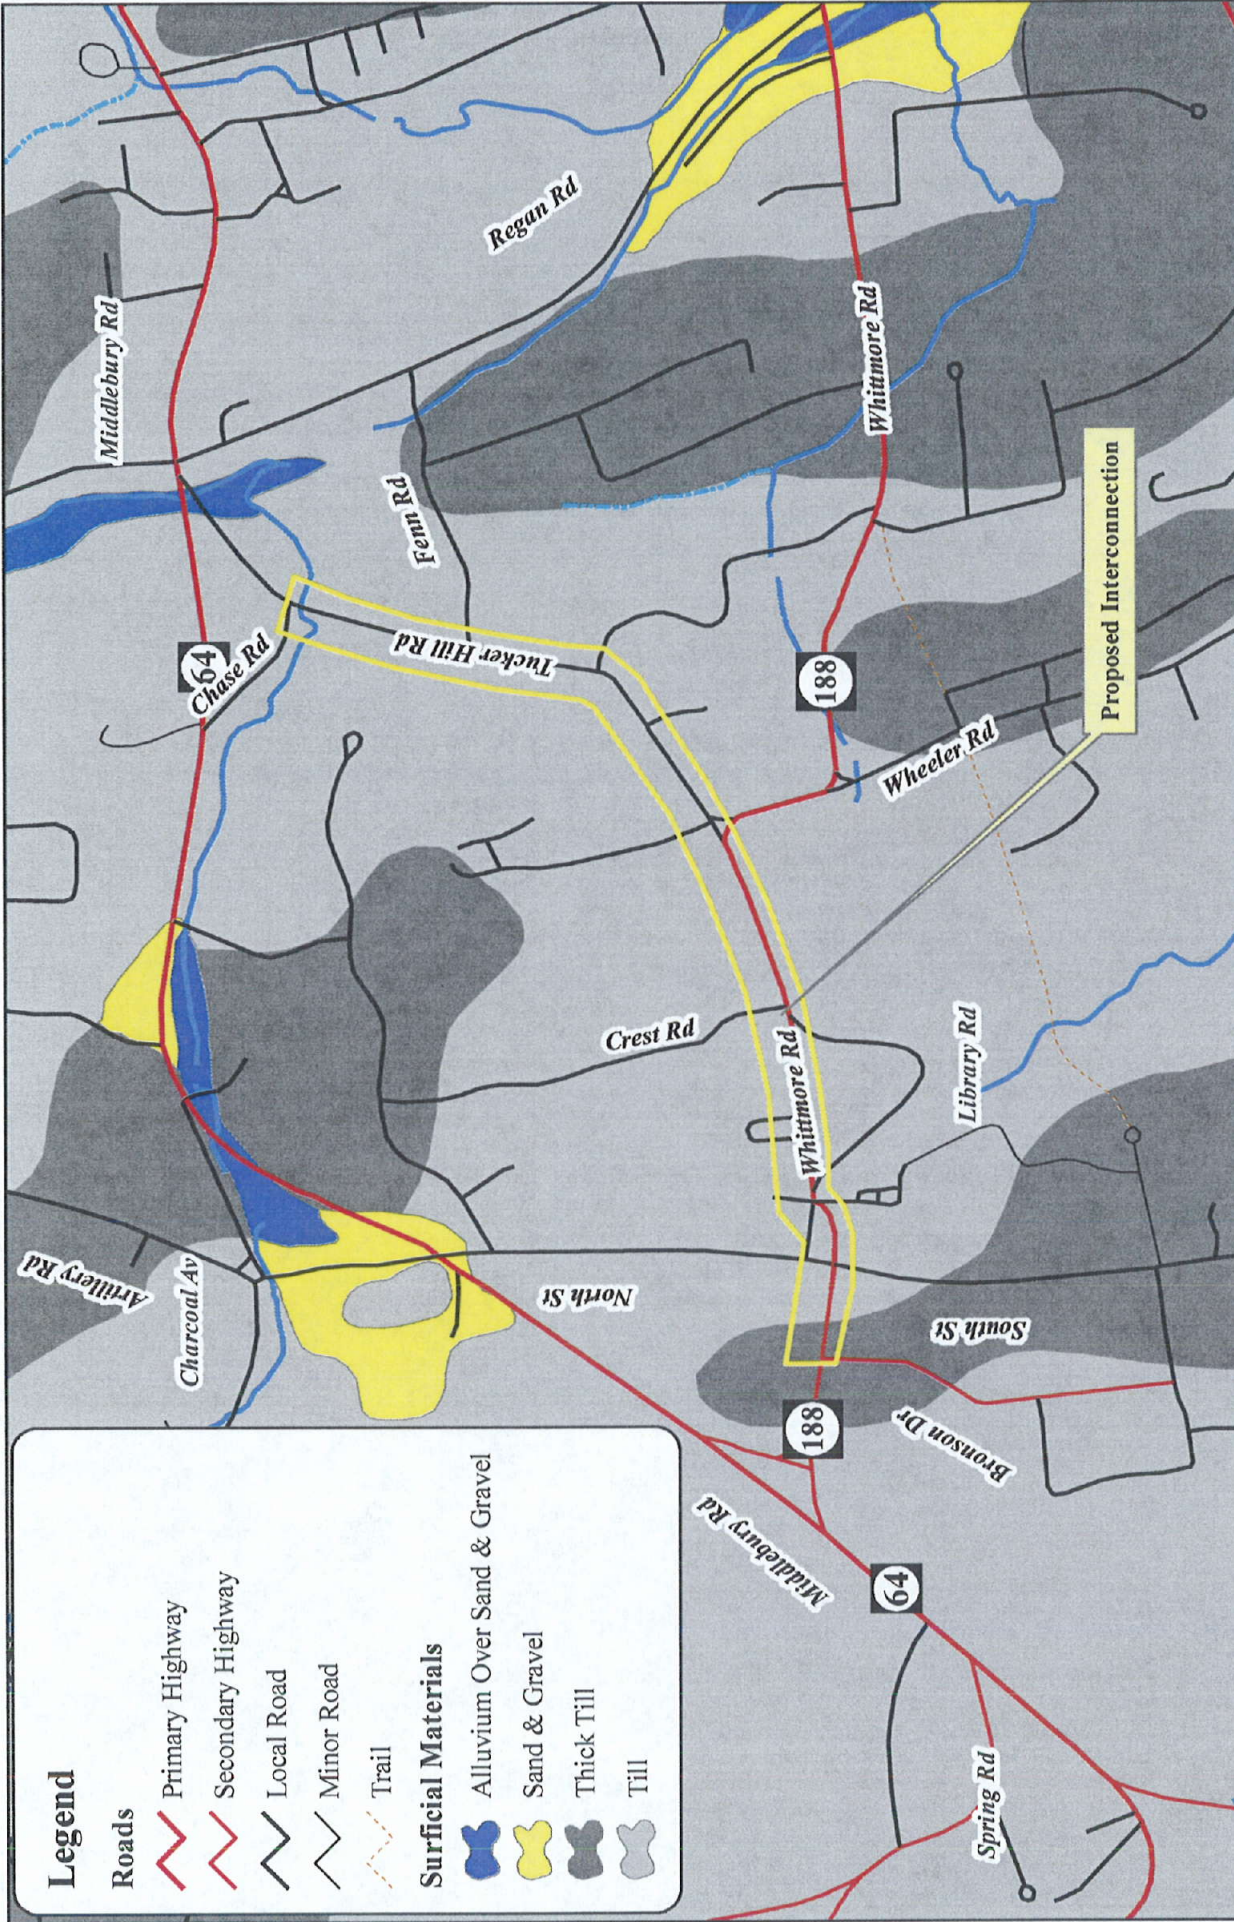 Legend
Roads
Primary Highway
Secondary Highway
Local Road
Minor Road
Trail
Surficial Materials
Alluvium Over Sand & Gravel
Sand & Gravel
Thick Till
Till
Artillery Rd
Charcoal Av
North St
Middlebury Rd
188
64
Spring Rd
Bronson Dr
South St
Library Rd
Whittmore Rd
Crest Rd
Chase Rd
64
Tucker Hill Rd
Fenn Rd
Middlebury Rd
Regan Rd
Whittmore Rd
188
Wheeler Rd
Proposed Interconnection